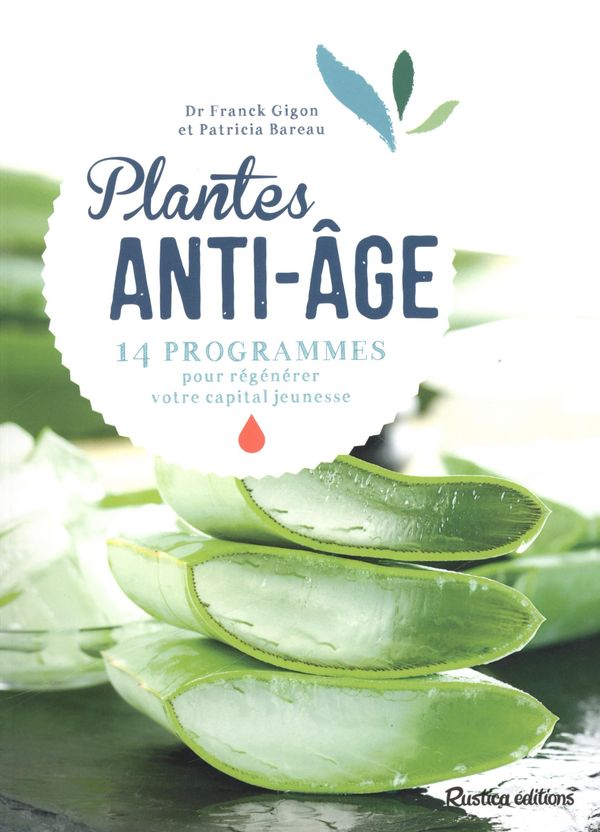 Dr Franck Gigon
et Patricia Bareau
Plantes
ANTI-ÂGE
14 PROGRAMMES
pour régénérer
votre capital jeunesse
Rustica éditions